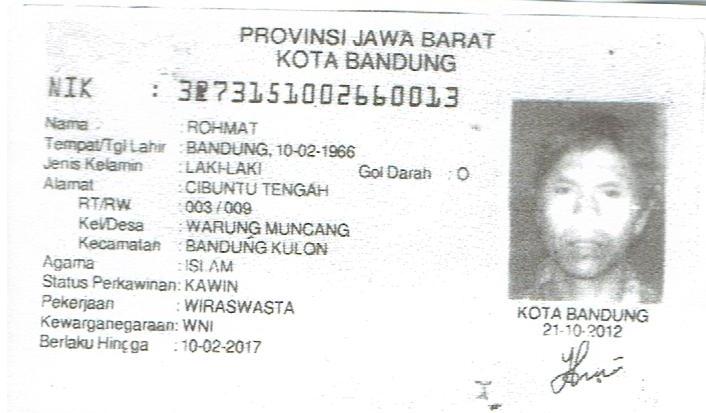 PROVINSI JAWA BARAT
KOTA BANDUNG
NIK : 3273151002660013
Nama : ROHMAT
Tempat/Tgl Lahir : BANDUNG, 10-02-1966
Jenis Kelamin : LAKI-LAKI Gol Darah : O
Alamat : CIBUNTU TENGAH
RT/RW : 003 / 009
Kel/Desa : WARUNG MUNCANG
Kecamatan : BANDUNG KULON
Agama : ISLAM
Status Perkawinan: KAWIN
Pekerjaan : WIRASWASTA
Kewarganegaraan: WNI
Berlaku Hingga : 10-02-2017
KOTA BANDUNG
21-10-2012